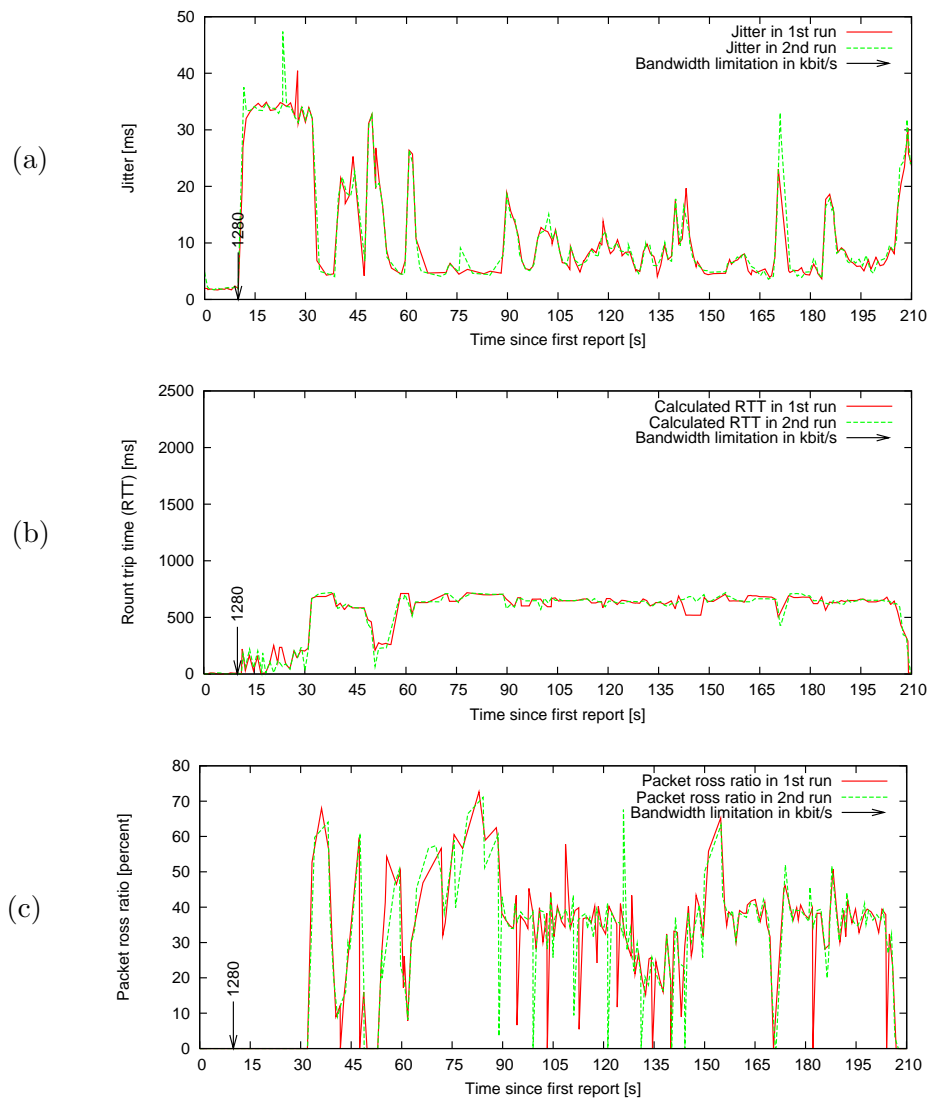 (a)
Jitter [ms]
50
40
30
20
10
0
Jitter in 1st run
Jitter in 2nd run
Bandwidth limitation in kbit/s
1280
0 15 30 45 60 75 90 105 120 135 150 165 180 195 210
Time since first report [s]
(b)
Rount trip time (RTT) [ms]
2500
2000
1500
1000
500
0
Calculated RTT in 1st run
Calculated RTT in 2nd run
Bandwidth limitation in kbit/s
1280
0 15 30 45 60 75 90 105 120 135 150 165 180 195 210
Time since first report [s]
(c)
Packet ross ratio [percent]
80
70
60
50
40
30
20
10
0
Packet ross ratio in 1st run
Packet ross ratio in 2nd run
Bandwidth limitation in kbit/s
1280
0 15 30 45 60 75 90 105 120 135 150 165 180 195 210
Time since first report [s]